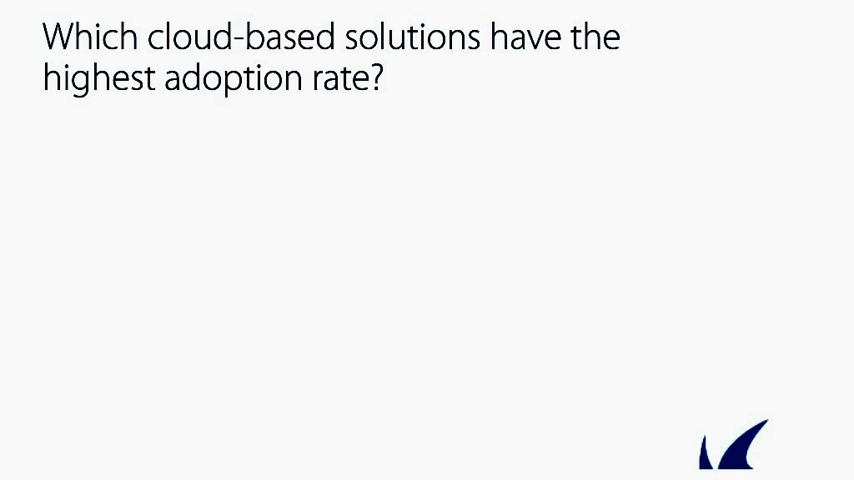 Which cloud-based solutions have the
highest adoption rate?